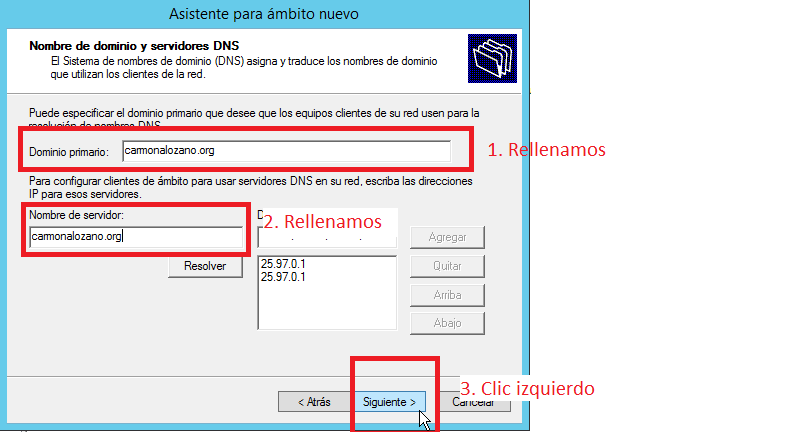 Asistente para ámbito nuevo
Nombre de dominio y servidores DNS
El Sistema de nombres de dominio (DNS) asigna y traduce los nombres de dominio
que utilizan los clientes de la red.
Puede especificar el dominio primario que desee que los equipos clientes de su red usen para la
resolución de nombres DNS.
Dominio primario: carmonalozano.org
1. Rellenamos
Para configurar clientes de ámbito para usar servidores DNS en su red, escriba las direcciones
IP para esos servidores.
Nombre de servidor:
D
2. Rellenamos
carmonalozano.org
Agregar
Resolver
25.97.0.1
25.97.0.1
Quitar
Arriba
Abajo
3. Clic izquierdo
< Atrás
Siguiente >
Cancelar